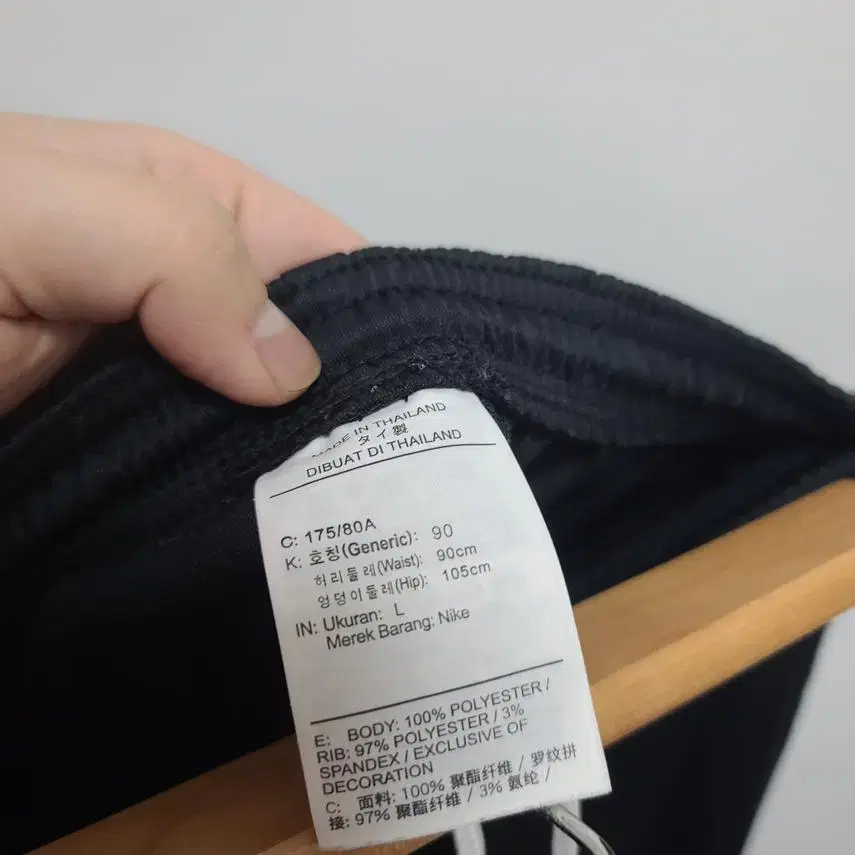 MADE IN THAILAND
タイ製
DIBUAT DI THAILAND
C: 175/80A
K: 호칭(Generic): 90
허리둘레(Waist): 90cm
엉덩이둘레(Hip): 105cm
IN: Ukuran: L
Merek Barang: Nike
E: BODY: 100% POLYESTER /
RIB: 97% POLYESTER / 3%
SPANDEX / EXCLUSIVE OF
DECORATION
C: 面料: 100% 聚酯纤维 / 罗纹拼
接: 97% 聚酯纤维 / 3% 氨纶 /